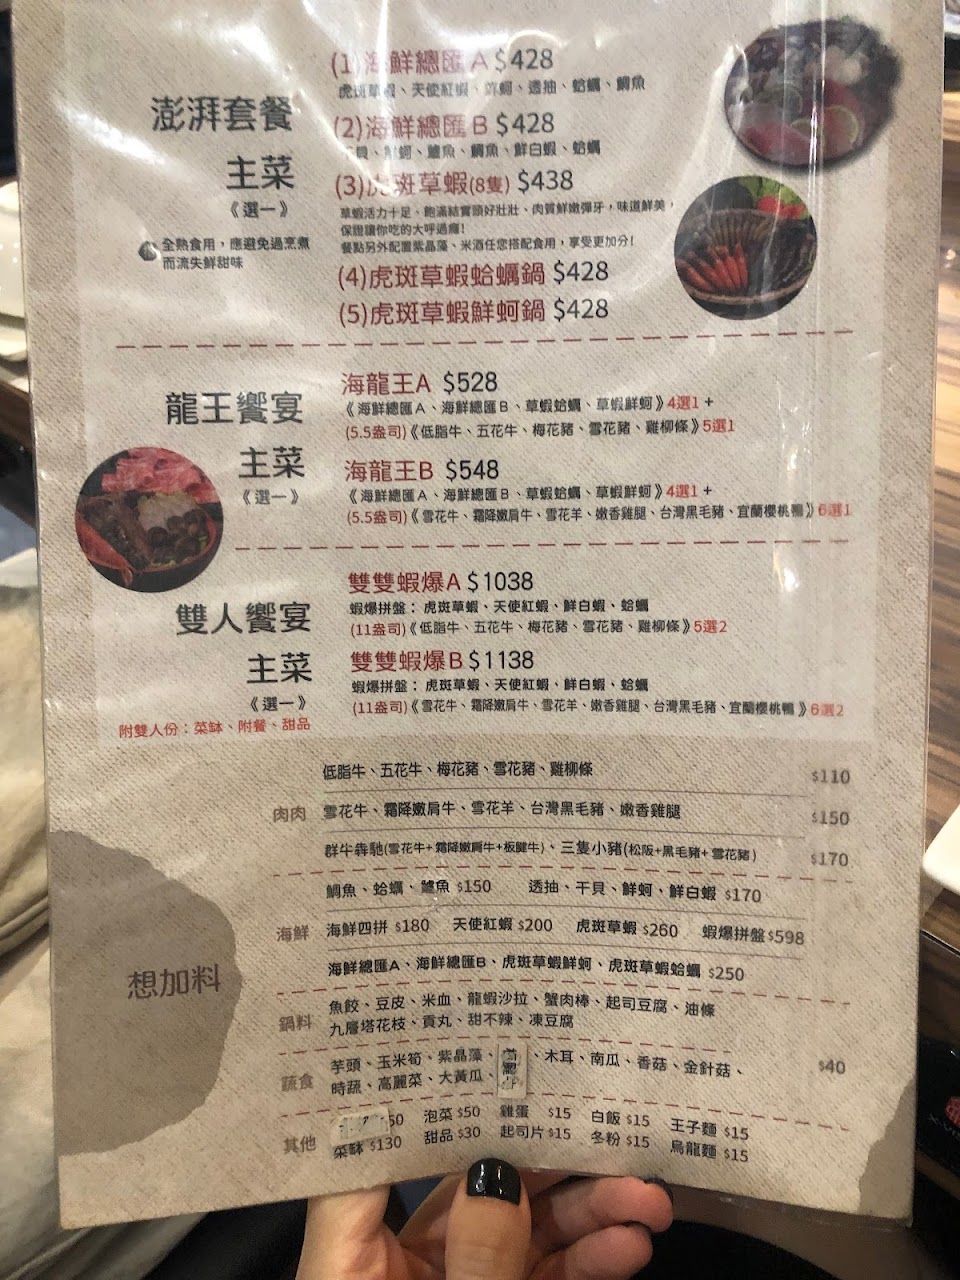 澎湃套餐
主菜
《選一》
全熟食用，應避免過烹煮
而流失鮮甜味
(1)海鮮總匯A $428
虎斑草蝦、天使紅蝦、鮮蚵、透抽、蛤蠣、鯛魚
(2)海鮮總匯B $428
干貝、鮮蚵、鱸魚、鯛魚、鮮白蝦、蛤蠣
(3)虎斑草蝦(8隻) $438
草蝦活力十足、飽滿結實頭好壯壯、肉質鮮嫩彈牙，味道鮮美，
保證讓你吃的大呼過癮!
餐點另外配置紫晶藻、米酒任您搭配食用，享受更加分!
(4)虎斑草蝦蛤蠣鍋 $428
(5)虎斑草蝦鮮蚵鍋 $428
龍王饗宴
主菜
《選一》
海龍王A $528
《海鮮總匯A、海鮮總匯B、草蝦蛤蠣、草蝦鮮蚵》4選1 +
(5.5盎司)《低脂牛、五花牛、梅花豬、雪花豬、雞柳條》5選1
海龍王B $548
《海鮮總匯A、海鮮總匯B、草蝦蛤蠣、草蝦鮮蚵》4選1 +
(5.5盎司)《雪花牛、霜降嫩肩牛、雪花羊、嫩香雞腿、台灣黑毛豬、宜蘭櫻桃鴨》6選1
雙人饗宴
主菜
《選一》
附雙人份：菜缽、附餐、甜品
雙雙蝦爆A $1038
蝦爆拼盤：虎斑草蝦、天使紅蝦、鮮白蝦、蛤蠣
(11盎司)《低脂牛、五花牛、梅花豬、雪花豬、雞柳條》5選2
雙雙蝦爆B $1138
蝦爆拼盤：虎斑草蝦、天使紅蝦、鮮白蝦、蛤蠣
(11盎司)《雪花牛、霜降嫩肩牛、雪花羊、嫩香雞腿、台灣黑毛豬、宜蘭櫻桃鴨》6選2
想加料
肉肉
低脂牛、五花牛、梅花豬、雪花豬、雞柳條 $110
雪花牛、霜降嫩肩牛、雪花羊、台灣黑毛豬、嫩香雞腿 $150
群牛犇馳(雪花牛+霜降嫩肩牛+板腱牛)、三隻小豬(松阪+黑毛豬+雪花豬) $170
海鮮
鯛魚、蛤蠣、鱸魚 $150 透抽、干貝、鮮蚵、鮮白蝦 $170
海鮮四拼 $180 天使紅蝦 $200 虎斑草蝦 $260 蝦爆拼盤 $598
海鮮總匯A、海鮮總匯B、虎斑草蝦鮮蚵、虎斑草蝦蛤蠣 $250
鍋料
魚餃、豆皮、米血、龍蝦沙拉、蟹肉棒、起司豆腐、油條
九層塔花枝、貢丸、甜不辣、凍豆腐
蔬食
芋頭、玉米筍、紫晶藻、 、木耳、南瓜、香菇、金針菇、 $40
時蔬、高麗菜、大黃瓜、
其他
50 泡菜 $50 雞蛋 $15 白飯 $15 王子麵 $15
菜缽 $130 甜品 $30 起司片 $15 冬粉 $15 烏龍麵 $15